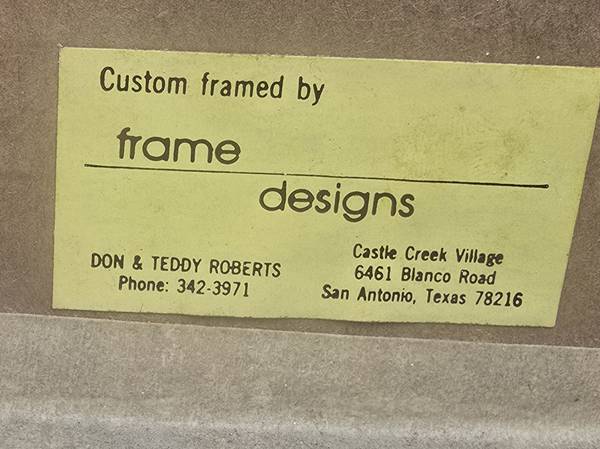 Custom framed by
frame
designs
DON & TEDDY ROBERTS
Phone: 342-3971
Castle Creek Village
6461 Blanco Road
San Antonio, Texas 78216